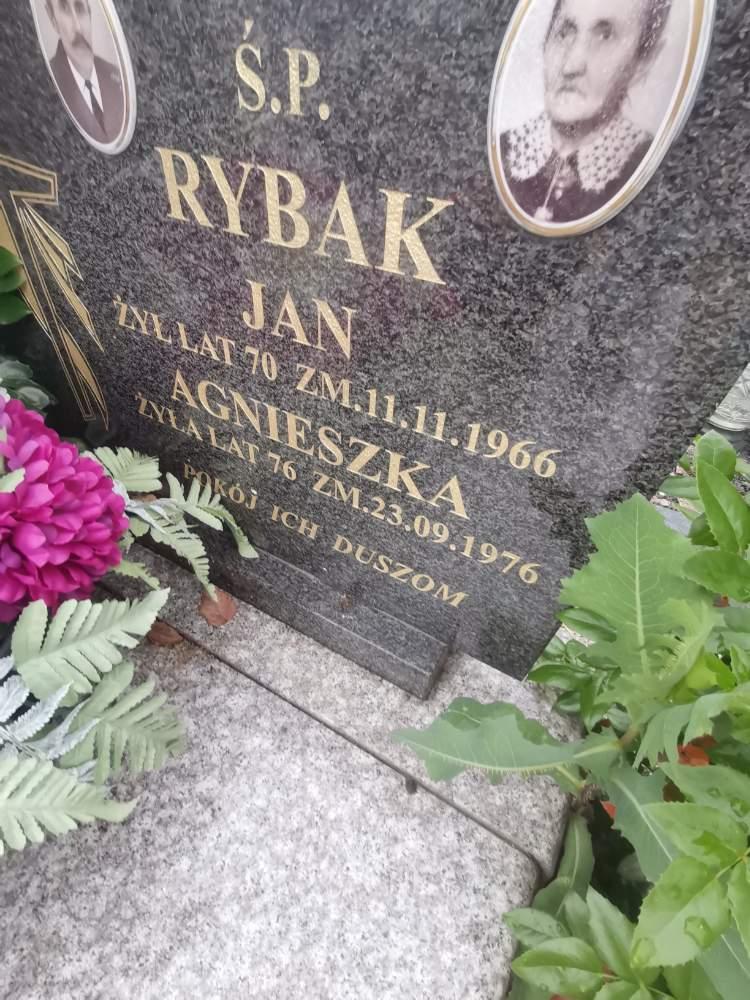 Ś.P.
RYBAK
JAN
ŻYŁ LAT 70 ZM.11.11.1966
AGNIESZKA
ŻYŁA LAT 76 ZM.23.09.1976
POKÓJ ICH DUSZOM